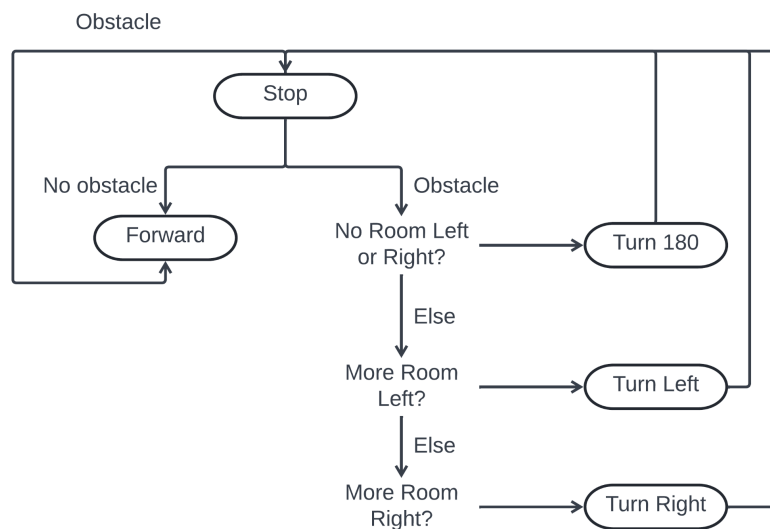 Obstacle
Stop
No obstacle
Obstacle
Forward
No Room Left
or Right?
Turn 180
Else
More Room
Left?
Turn Left
Else
More Room
Right?
Turn Right